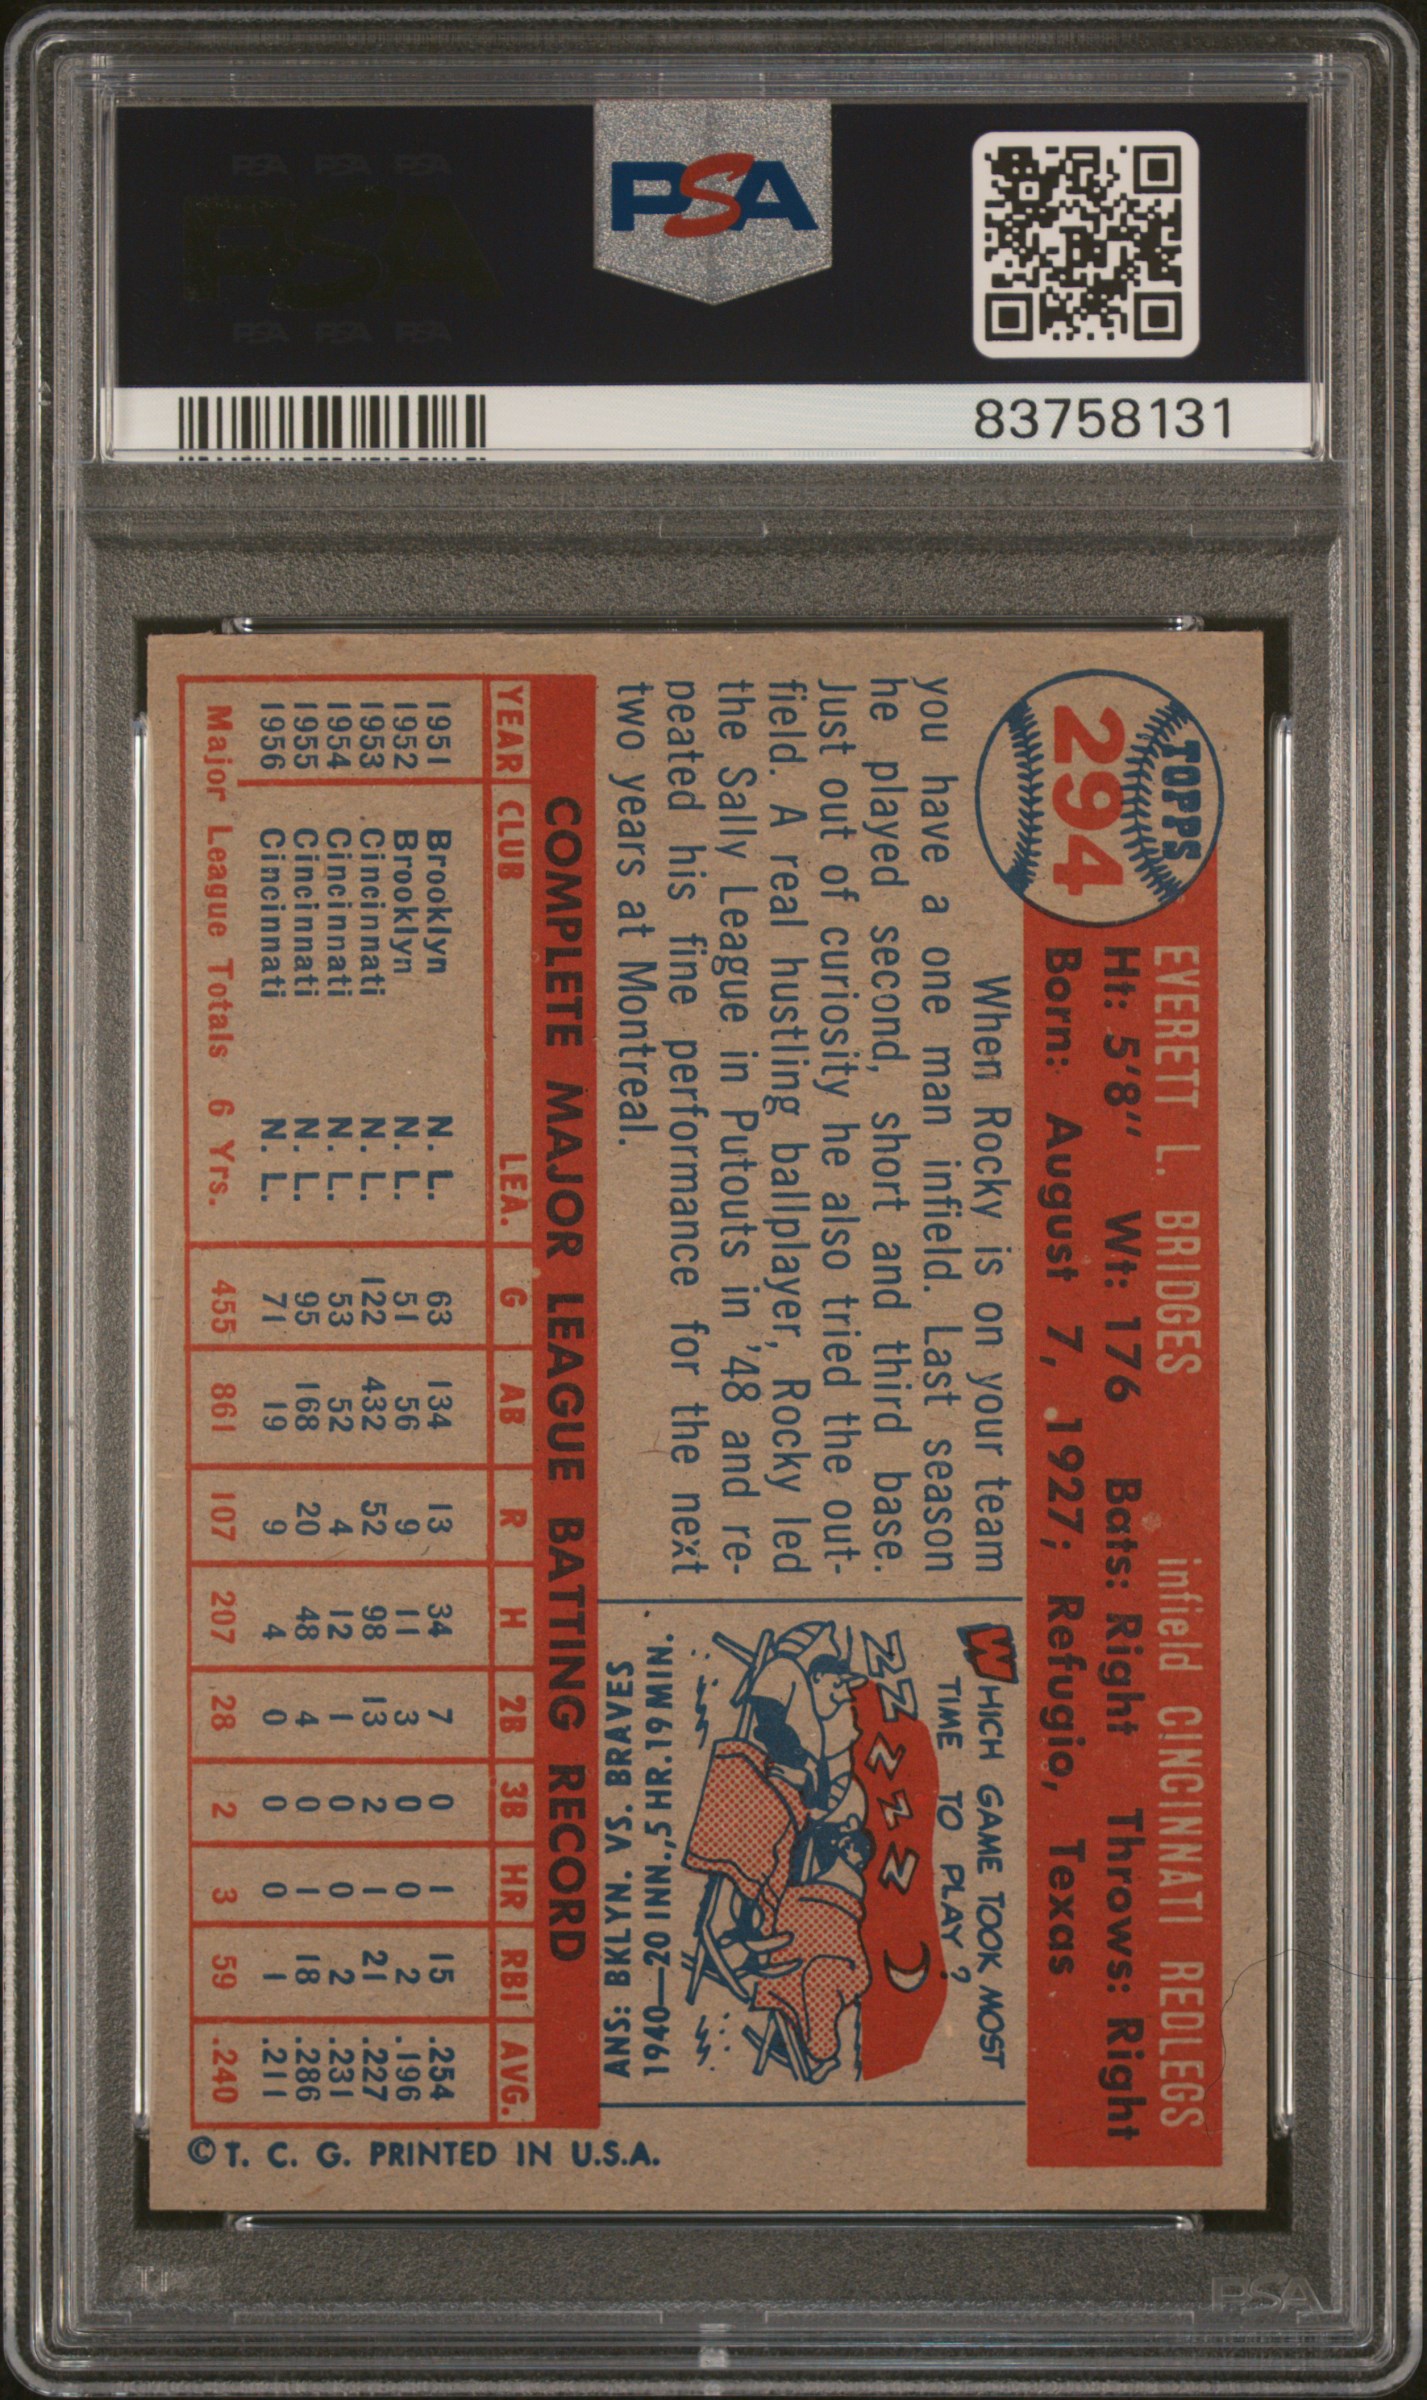 PSA PSA PSA
PSA
PSA PSA PSA
PSA
83758131
TOPPS
294
EVERETT L. BRIDGES infield CINCINNATI REDLEGS
Ht: 5'8" Wt: 176 Bats: Right Throws: Right
Born: August 7, 1927; Refugio, Texas
When Rocky is on your team
you have a one man infield. Last season
he played second, short and third base.
Just out of curiosity he also tried the out-
field. A real hustling ballplayer, Rocky led
the Sally League in Putouts in '48 and re-
peated his fine performance for the next
two years at Montreal.
WHICH GAME TOOK MOST
TIME TO PLAY?
ZZ ZZZZ
1940—20 INN., 5 HR. 19 MIN.
ANS: BKLYN. VS. BRAVES
COMPLETE MAJOR LEAGUE BATTING RECORD
YEAR CLUB LEA. G AB R H 2B 3B HR RBI AVG.
1951 Brooklyn N. L. 63 134 13 34 7 0 1 15 .254
1952 Brooklyn N. L. 51 56 9 11 3 0 0 2 .196
1953 Cincinnati N. L. 122 432 52 98 13 2 1 21 .227
1954 Cincinnati N. L. 53 52 4 12 1 0 0 2 .231
1955 Cincinnati N. L. 95 168 20 48 4 0 1 18 .286
1956 Cincinnati N. L. 71 19 9 4 0 0 0 1 .211
Major League Totals 6 Yrs. 455 861 107 207 28 2 3 59 .240
© T. C. G. PRINTED IN U.S.A.
PSA